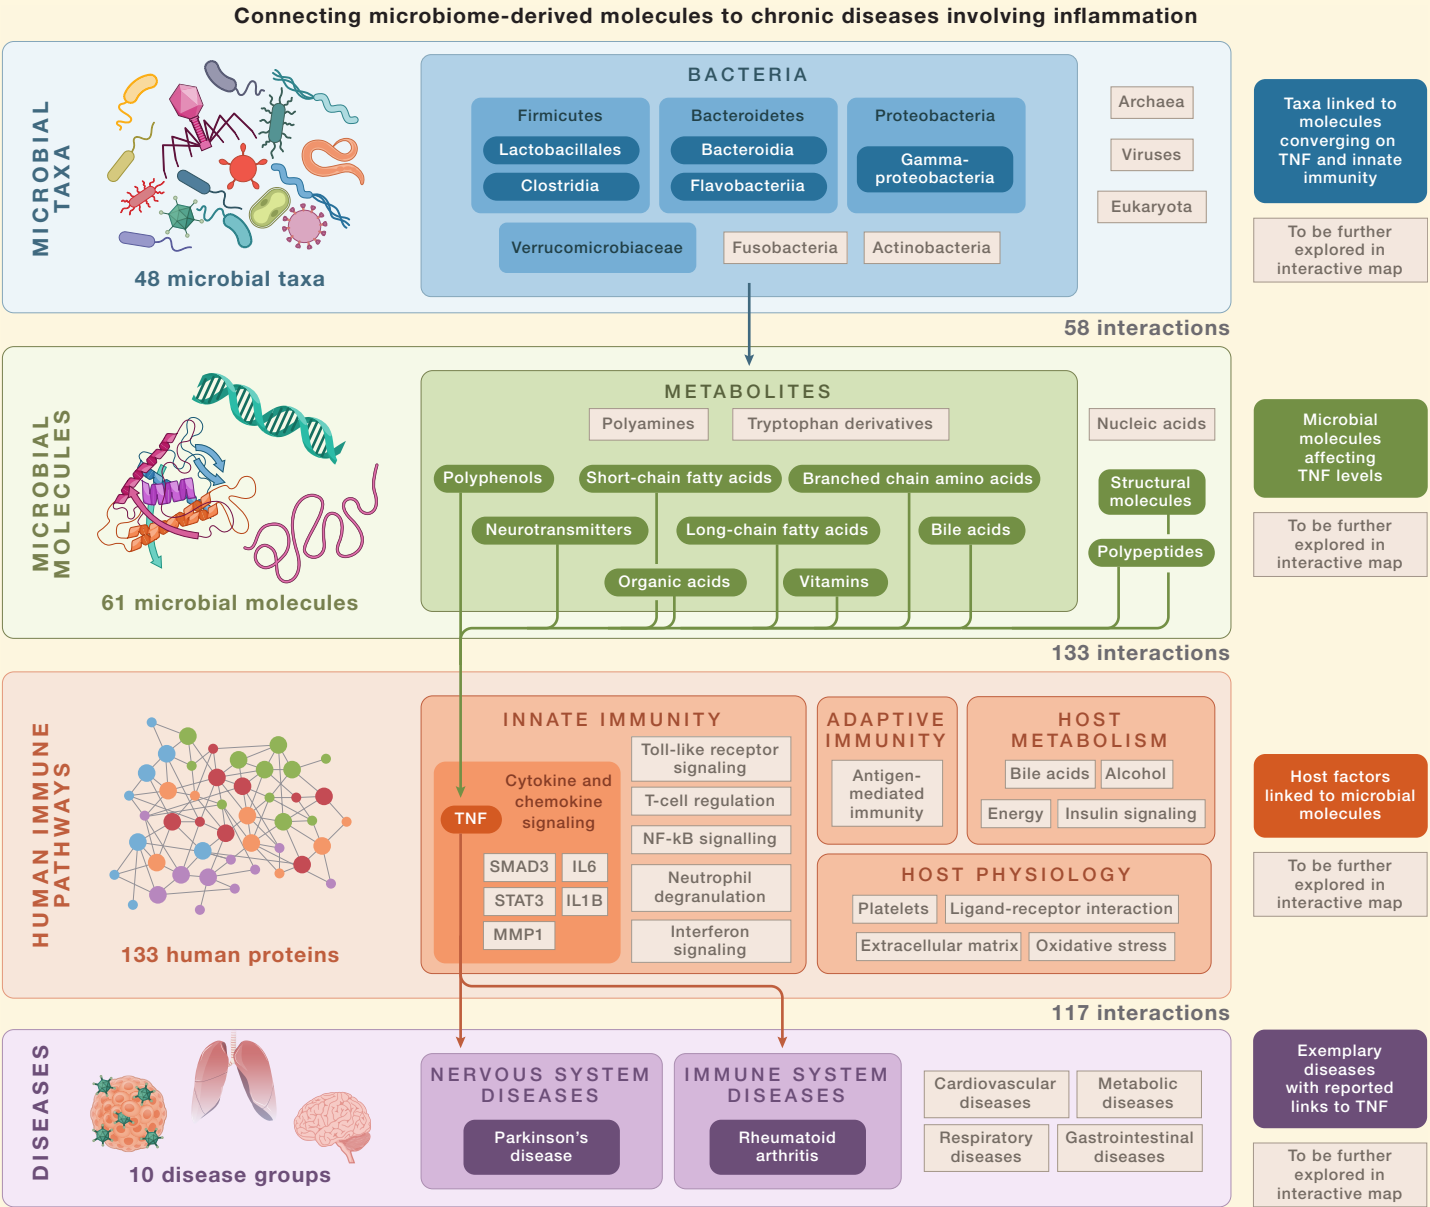 Connecting microbiome-derived molecules to chronic diseases involving inflammation
MICROBIAL
TAXA
48 microbial taxa
BACTERIA
Firmicutes
Lactobacillales
Clostridia
Bacteroidetes
Bacteroidia
Flavobacteriia
Proteobacteria
Gamma-
proteobacteria
Verrucomicrobiaceae
Fusobacteria
Actinobacteria
Archaea
Viruses
Eukaryota
Taxa linked to
molecules
converging on
TNF and innate
immunity
To be further
explored in
interactive map
58 interactions
MICROBIAL
MOLECULES
61 microbial molecules
METABOLITES
Polyamines
Tryptophan derivatives
Polyphenols
Short-chain fatty acids
Branched chain amino acids
Neurotransmitters
Long-chain fatty acids
Bile acids
Organic acids
Vitamins
Nucleic acids
Structural
molecules
Polypeptides
Microbial
molecules
affecting
TNF levels
To be further
explored in
interactive map
133 interactions
HUMAN IMMUNE
PATHWAYS
133 human proteins
INNATE IMMUNITY
Cytokine and
chemokine
signaling
TNF
SMAD3
IL6
STAT3
IL1B
MMP1
Toll-like receptor
signaling
T-cell regulation
NF-kB signalling
Neutrophil
degranulation
Interferon
signaling
ADAPTIVE
IMMUNITY
Antigen-
mediated
immunity
HOST
METABOLISM
Bile acids
Alcohol
Energy
Insulin signaling
HOST PHYSIOLOGY
Platelets
Ligand-receptor interaction
Extracellular matrix
Oxidative stress
Host factors
linked to microbial
molecules
To be further
explored in
interactive map
117 interactions
DISEASES
10 disease groups
NERVOUS SYSTEM
DISEASES
Parkinson's
disease
IMMUNE SYSTEM
DISEASES
Rheumatoid
arthritis
Cardiovascular
diseases
Metabolic
diseases
Respiratory
diseases
Gastrointestinal
diseases
Exemplary
diseases
with reported
links to TNF
To be further
explored in
interactive map